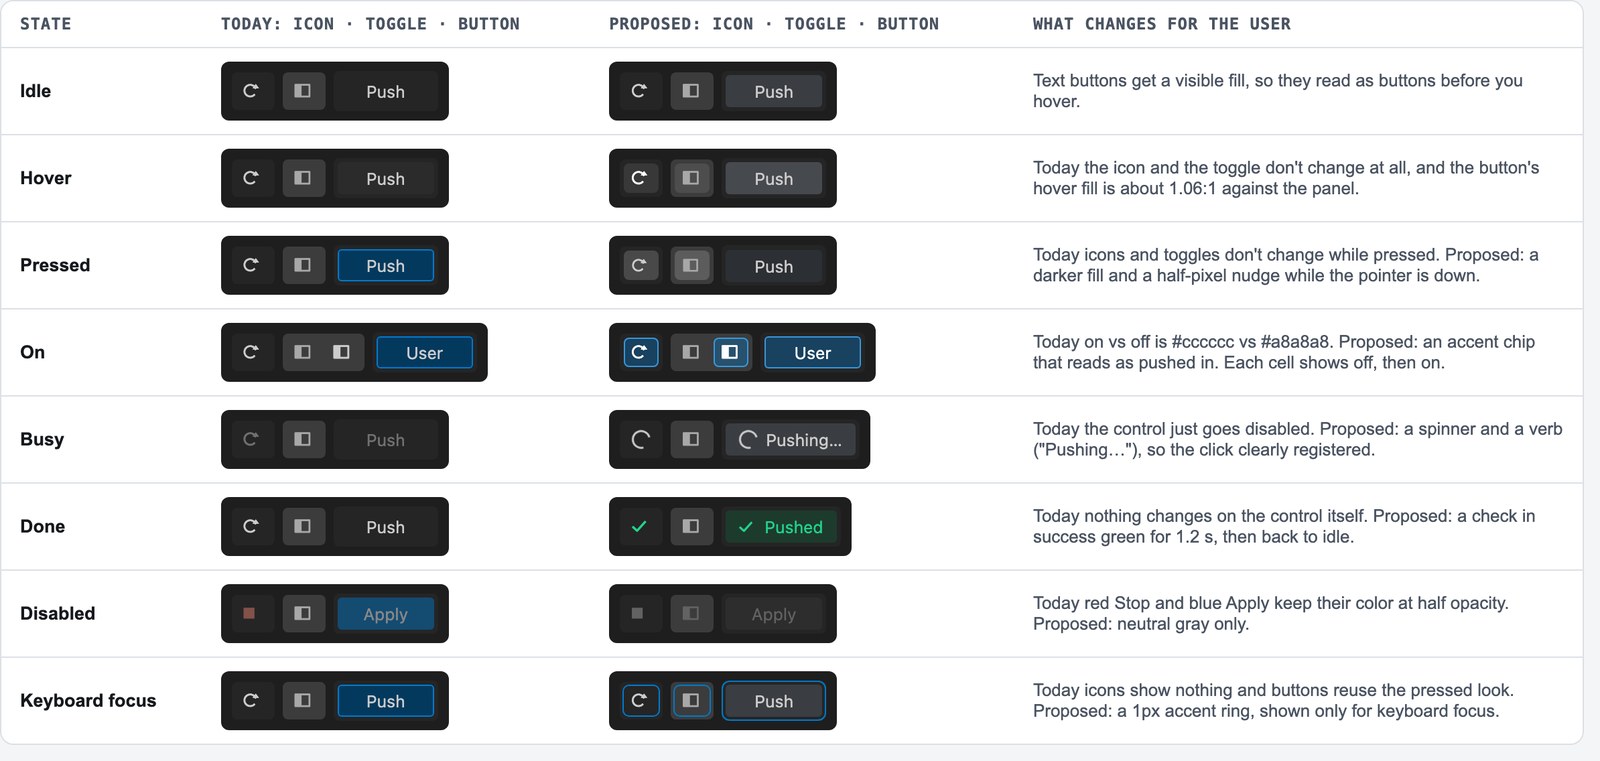 STATE
TODAY: ICON · TOGGLE · BUTTON
PROPOSED: ICON · TOGGLE · BUTTON
WHAT CHANGES FOR THE USER
Idle
Push
Push
Text buttons get a visible fill, so they read as buttons before you
hover.
Hover
Push
Push
Today the icon and the toggle don't change at all, and the button's
hover fill is about 1.06:1 against the panel.
Pressed
Push
Push
Today icons and toggles don't change while pressed. Proposed: a
darker fill and a half-pixel nudge while the pointer is down.
On
User
User
Today on vs off is #cccccc vs #a8a8a8. Proposed: an accent chip
that reads as pushed in. Each cell shows off, then on.
Busy
Push
Pushing...
Today the control just goes disabled. Proposed: a spinner and a verb
("Pushing…"), so the click clearly registered.
Done
Push
Pushed
Today nothing changes on the control itself. Proposed: a check in
success green for 1.2 s, then back to idle.
Disabled
Apply
Apply
Today red Stop and blue Apply keep their color at half opacity.
Proposed: neutral gray only.
Keyboard focus
Push
Push
Today icons show nothing and buttons reuse the pressed look.
Proposed: a 1px accent ring, shown only for keyboard focus.